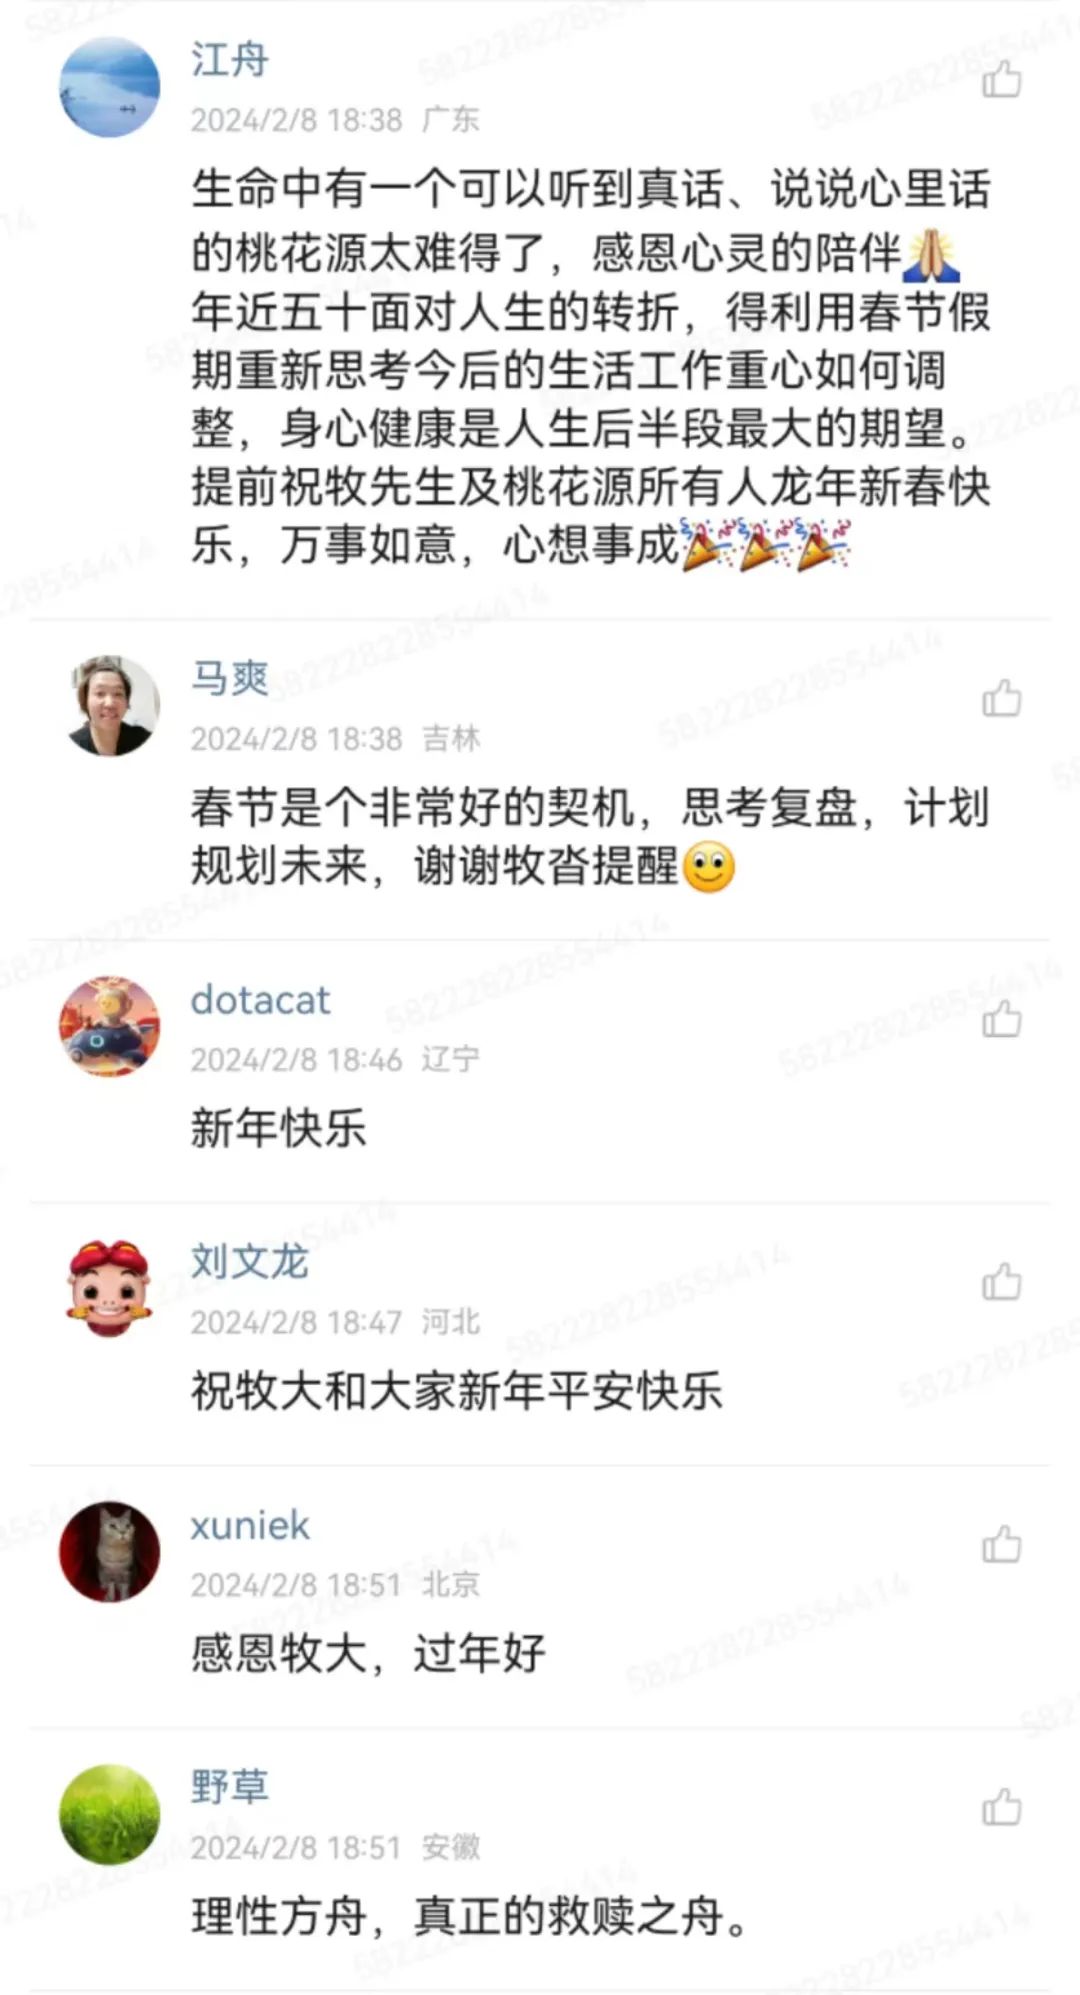 江舟
2024/2/8 18:38 广东
生命中有一个可以听到真话、说说心里话
的桃花源太难得了，感恩心灵的陪伴🙏
年近五十面对人生的转折，得利用春节假
期重新思考今后的生活工作重心如何调
整，身心健康是人生后半段最大的期望。
提前祝牧先生及桃花源所有人龙年新春快
乐，万事如意，心想事成🎉🎉🎉
马爽
2024/2/8 18:38 吉林
春节是个非常好的契机，思考复盘，计划
规划未来，谢谢牧沓提醒🙂
dotacat
2024/2/8 18:46 辽宁
新年快乐
刘文龙
2024/2/8 18:47 河北
祝牧大和大家新年平安快乐
xuniek
2024/2/8 18:51 北京
感恩牧大，过年好
野草
2024/2/8 18:51 安徽
理性方舟，真正的救赎之舟。